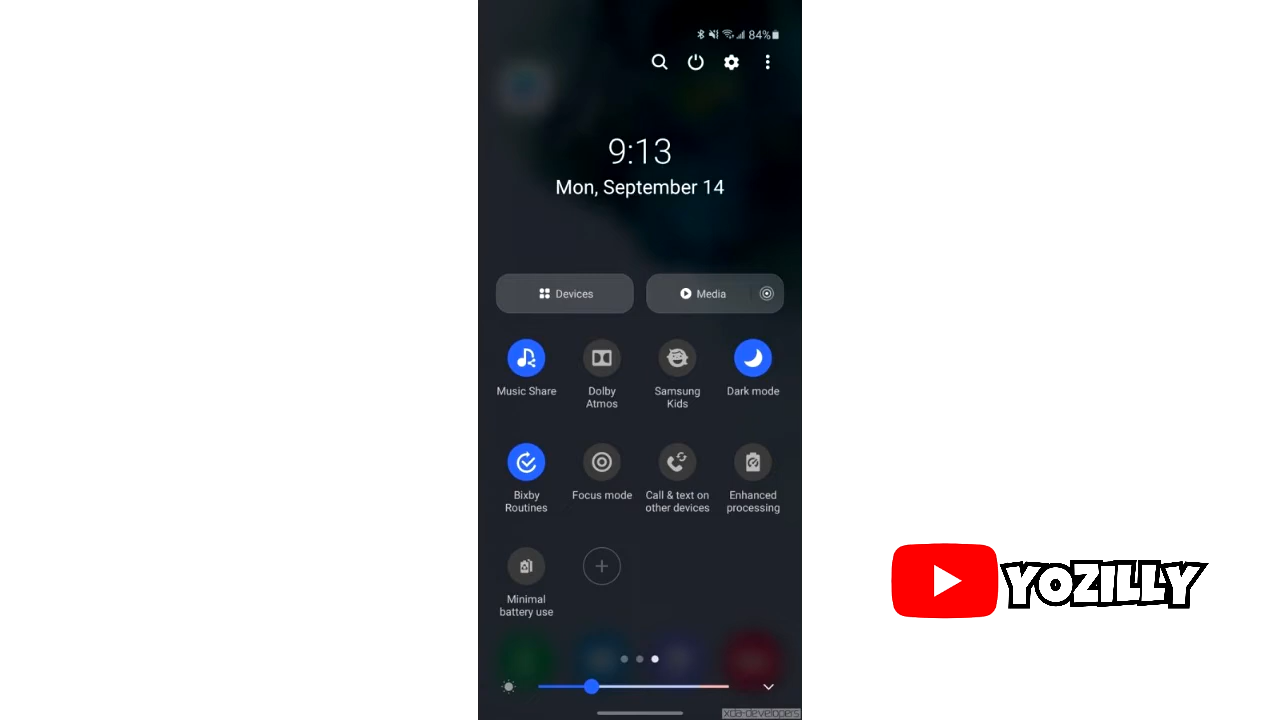 84%
9:13
Mon, September 14
Devices
Media
Music Share
Dolby
Atmos
Samsung
Kids
Dark mode
Bixby
Routines
Focus mode
Call & text on
other devices
Enhanced
processing
Minimal
battery use
YOZILLY
xda-developers